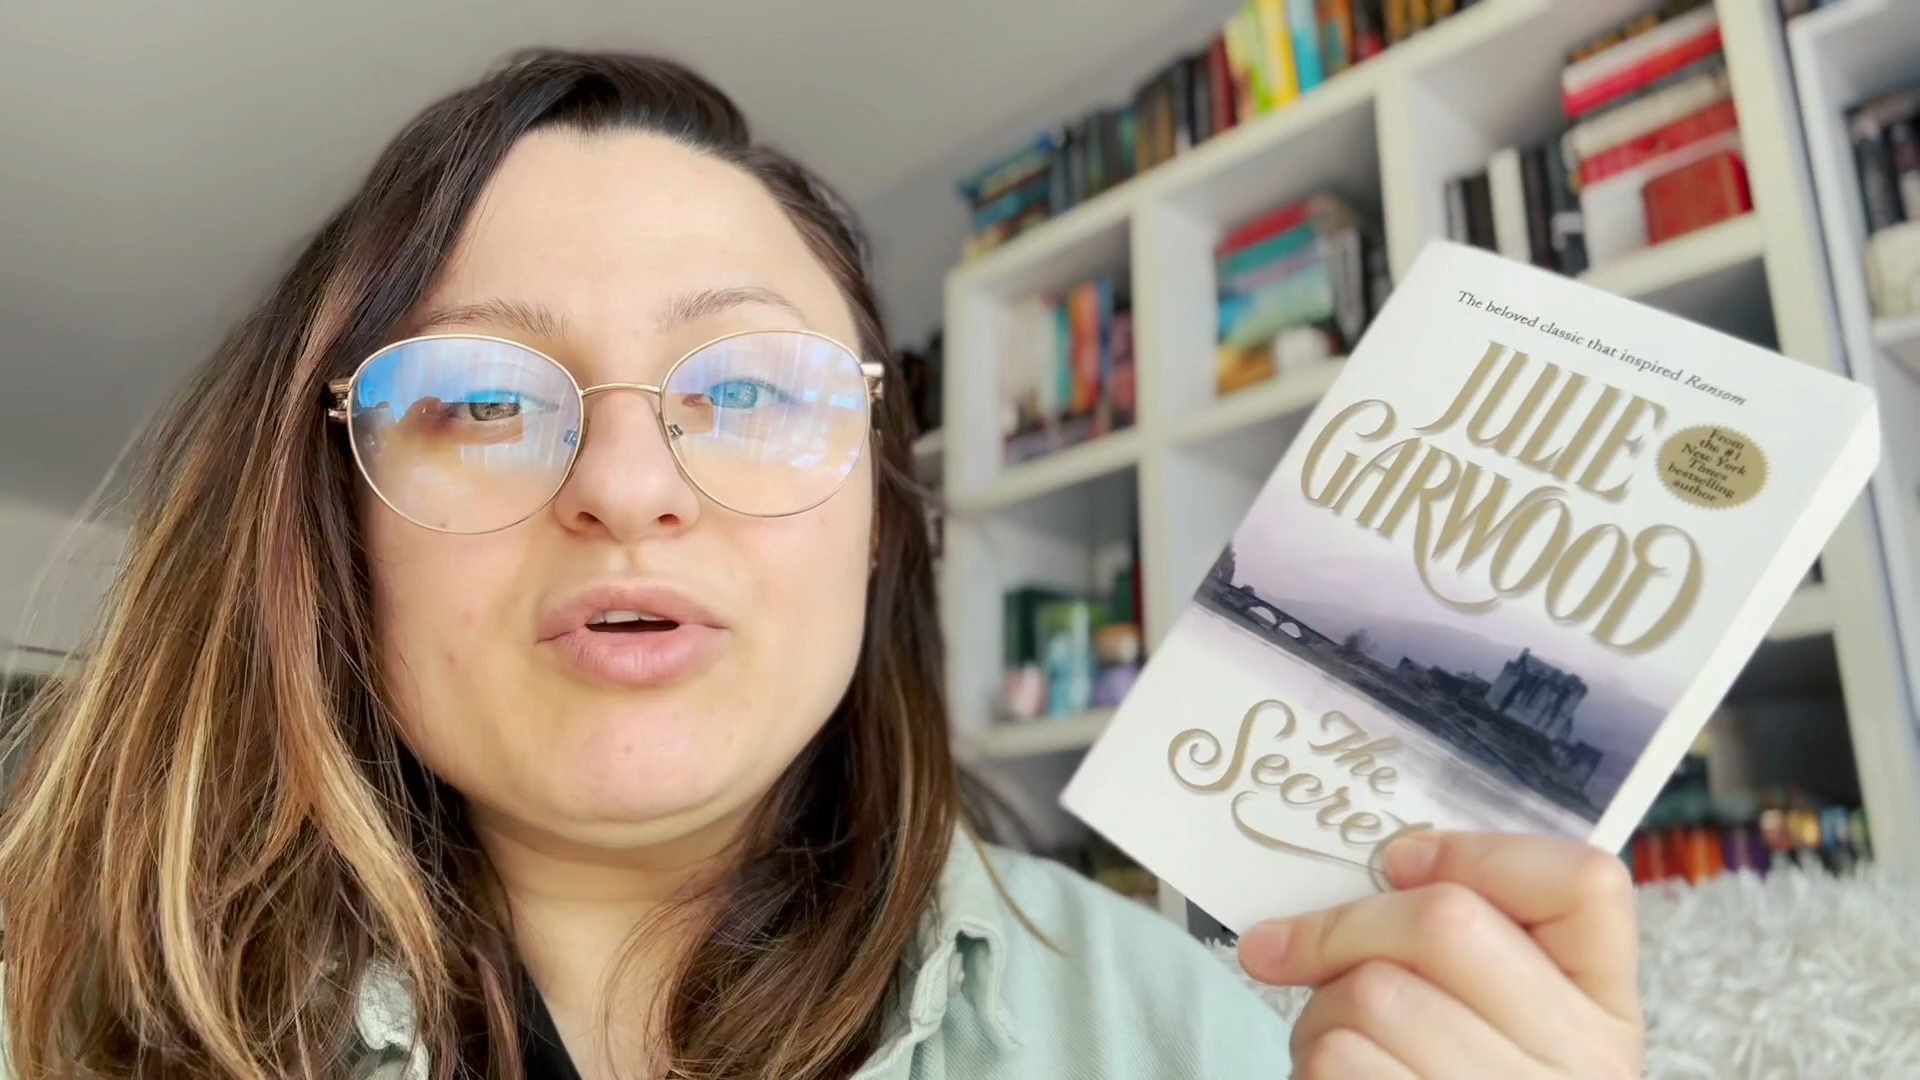 The beloved classic that inspired Ransom
JULIE
GARWOOD
From
the #1
New York
Times
bestselling
author
The
Secret